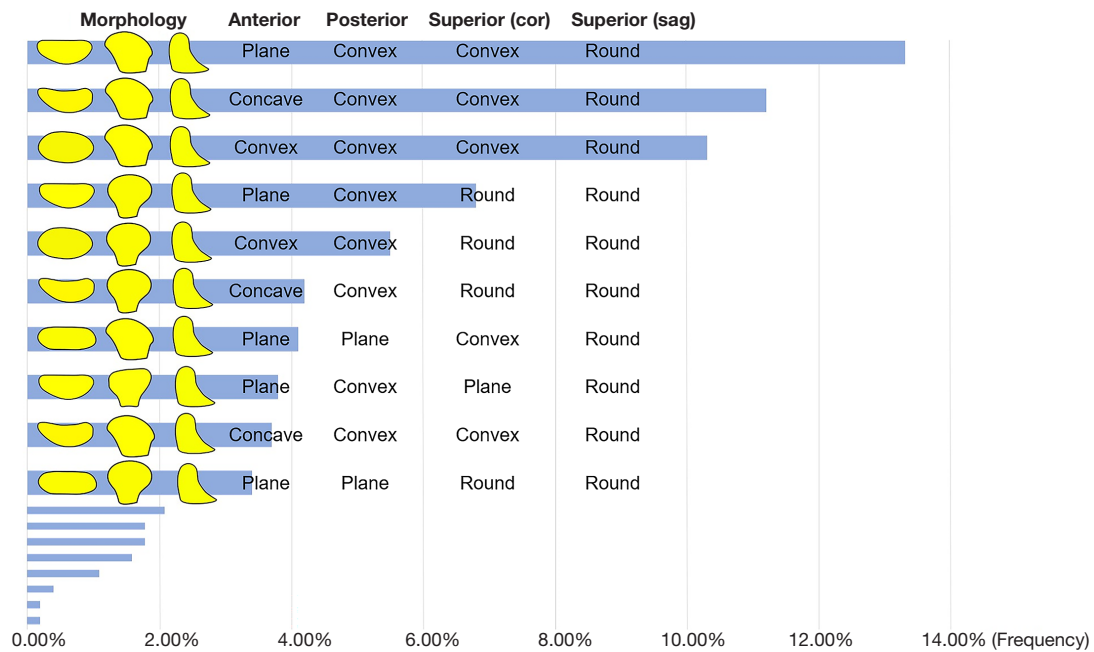 Morphology Anterior Posterior Superior (cor) Superior (sag)
Plane Convex Convex Round
Concave Convex Convex Round
Convex Convex Convex Round
Plane Convex Round Round
Convex Convex Round Round
Concave Convex Round Round
Plane Plane Convex Round
Plane Convex Plane Round
Concave Convex Convex Round
Plane Plane Round Round
0.00% 2.00% 4.00% 6.00% 8.00% 10.00% 12.00% 14.00% (Frequency)